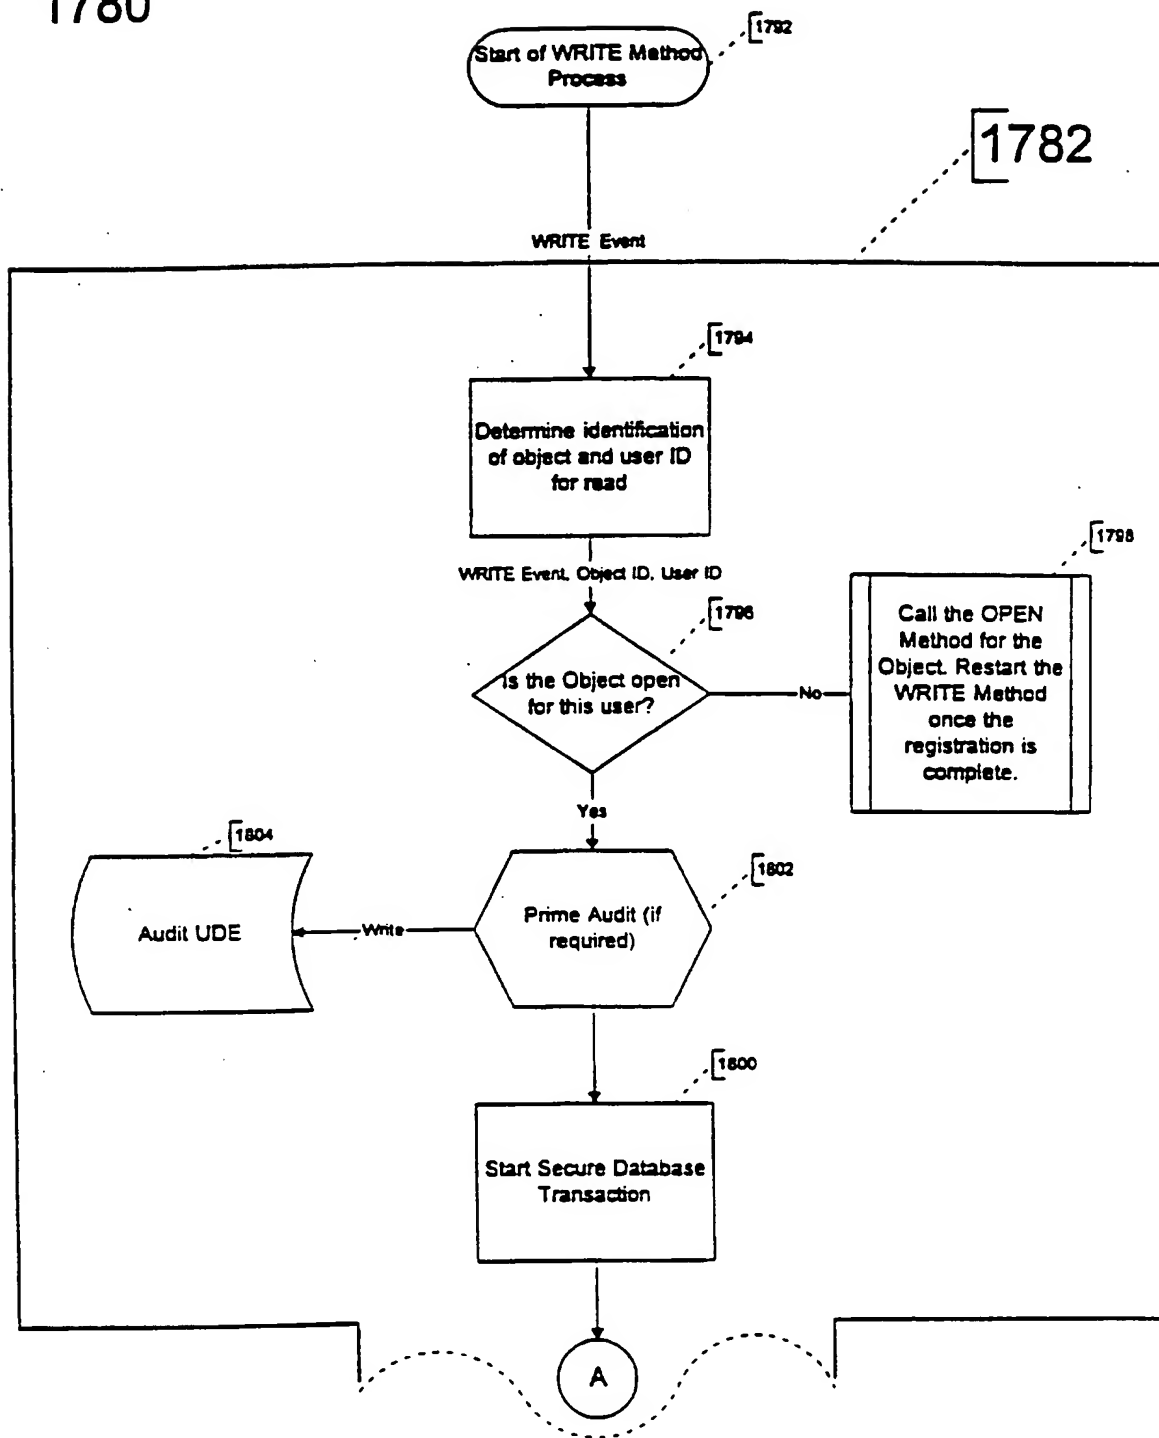 1780
Start of WRITE Method
Process
1792
1782
WRITE Event
1794
Determine identification
of object and user ID
for read
WRITE Event, Object ID, User ID
1796
Is the Object open
for this user?
No
1798
Call the OPEN
Method for the
Object. Restart the
WRITE Method
once the
registration is
complete.
Yes
1804
Audit UDE
Write
1802
Prime Audit (if
required)
1800
Start Secure Database
Transaction
A